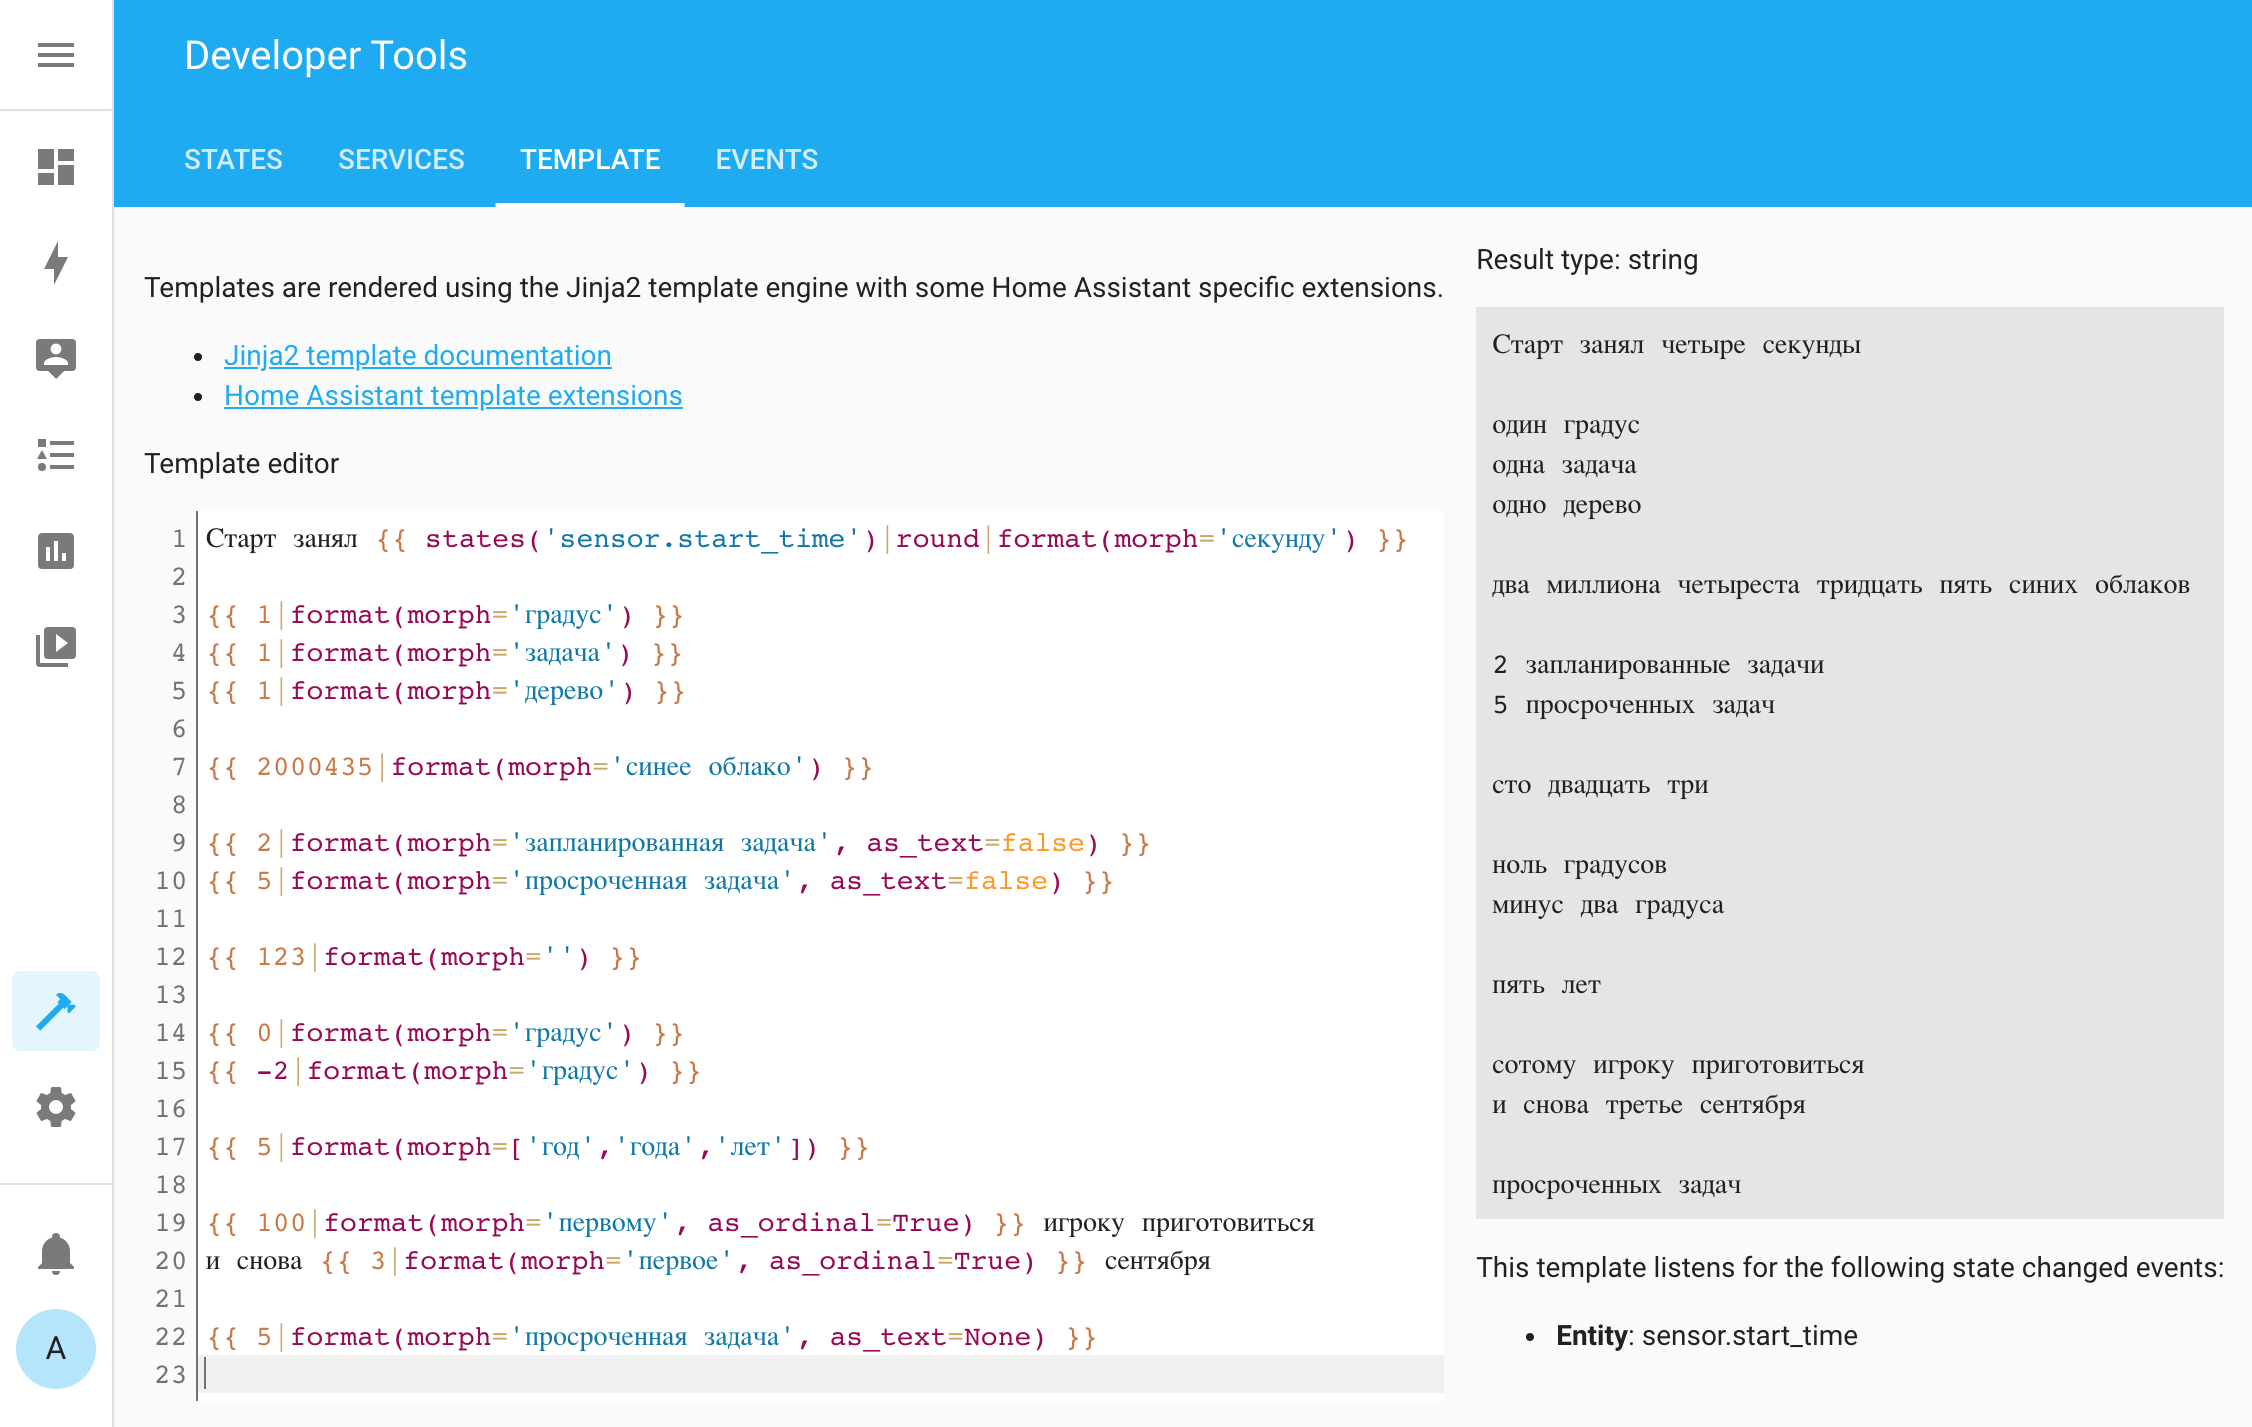 Developer Tools
STATES SERVICES TEMPLATE EVENTS
Templates are rendered using the Jinja2 template engine with some Home Assistant specific extensions.
Jinja2 template documentation
Home Assistant template extensions
Template editor
1 Старт занял {{ states('sensor.start_time')|round|format(morph='секунду') }}
2
3 {{ 1|format(morph='градус') }}
4 {{ 1|format(morph='задача') }}
5 {{ 1|format(morph='дерево') }}
6
7 {{ 2000435|format(morph='синее облако') }}
8
9 {{ 2|format(morph='запланированная задача', as_text=false) }}
10 {{ 5|format(morph='просроченная задача', as_text=false) }}
11
12 {{ 123|format(morph='') }}
13
14 {{ 0|format(morph='градус') }}
15 {{ -2|format(morph='градус') }}
16
17 {{ 5|format(morph=['год','года','лет']) }}
18
19 {{ 100|format(morph='первому', as_ordinal=True) }} игроку приготовиться
20 и снова {{ 3|format(morph='первое', as_ordinal=True) }} сентября
21
22 {{ 5|format(morph='просроченная задача', as_text=None) }}
23
A
Result type: string
Старт занял четыре секунды
один градус
одна задача
одно дерево
два миллиона четыреста тридцать пять синих облаков
2 запланированные задачи
5 просроченных задач
сто двадцать три
ноль градусов
минус два градуса
пять лет
сотому игроку приготовиться
и снова третье сентября
просроченных задач
This template listens for the following state changed events:
Entity: sensor.start_time